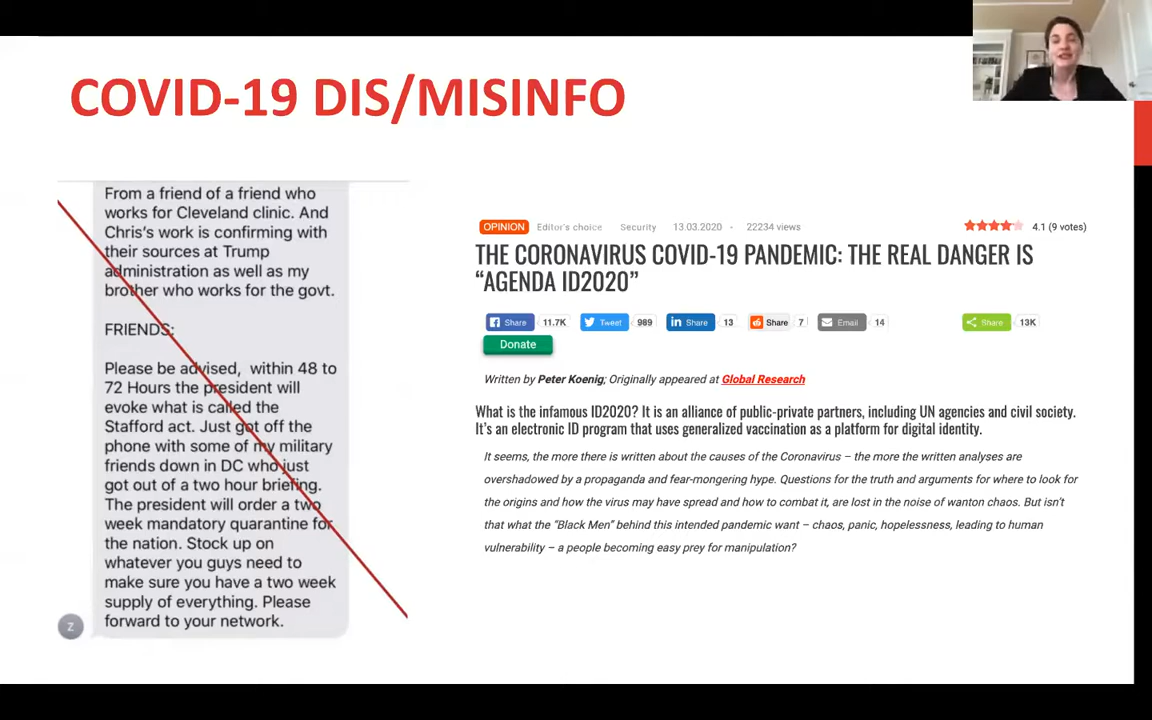 COVID-19 DIS/MISINFO
From a friend of a friend who
works for Cleveland clinic. And
Chris's work is confirming with
their sources at Trump
administration as well as my
brother who works for the govt.
FRIENDS:
Please be advised,  within 48 to
72 Hours the president will
evoke what is called the
Stafford act. Just got off the
phone with some of my military
friends down in DC who just
got out of a two hour briefing.
The president will order a two
week mandatory quarantine for
the nation. Stock up on
whatever you guys need to
make sure you have a two week
supply of everything. Please
forward to your network.
Z
OPINION Editor's choice Security 13.03.2020 - 22234 views 4.1 (9 votes)
THE CORONAVIRUS COVID-19 PANDEMIC: THE REAL DANGER IS
“AGENDA ID2020”
Share 11.7K Tweet 989 Share 13 Share 7 Email 14 Share 13K
Donate
Written by Peter Koenig; Originally appeared at Global Research
What is the infamous ID2020? It is an alliance of public-private partners, including UN agencies and civil society.
It's an electronic ID program that uses generalized vaccination as a platform for digital identity.
It seems, the more there is written about the causes of the Coronavirus – the more the written analyses are
overshadowed by a propaganda and fear-mongering hype. Questions for the truth and arguments for where to look for
the origins and how the virus may have spread and how to combat it, are lost in the noise of wanton chaos. But isn't
that what the “Black Men” behind this intended pandemic want – chaos, panic, hopelessness, leading to human
vulnerability – a people becoming easy prey for manipulation?